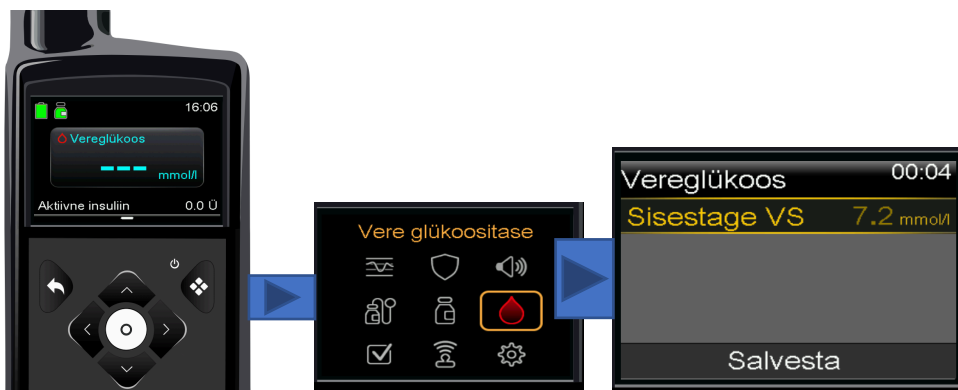 16:06
Vereglükoos
--- mmol/l
Aktiivne insuliin 0.0 Ü
Vere glükoositase
Vereglükoos 00:04
Sisestage VS 7.2 mmol/l
Salvesta